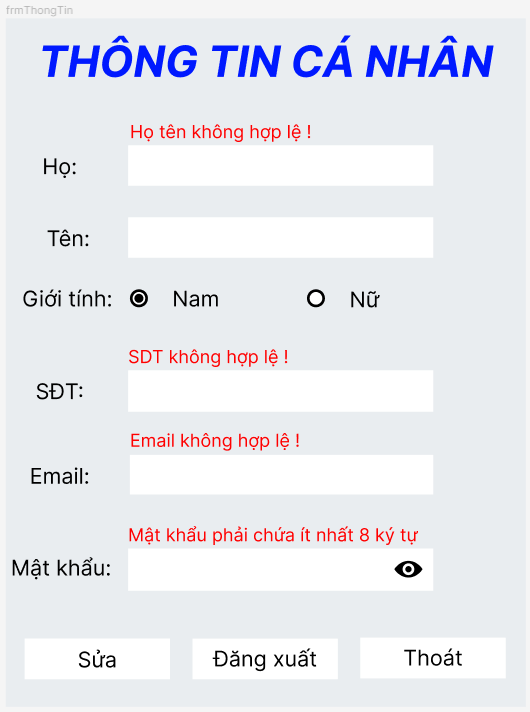 frmThongTin
THÔNG TIN CÁ NHÂN
Họ tên không hợp lệ !
Họ:
Tên:
Giới tính: Nam Nữ
SDT không hợp lệ !
SĐT:
Email không hợp lệ !
Email:
Mật khẩu phải chứa ít nhất 8 ký tự
Mật khẩu:
Sửa Đăng xuất Thoát